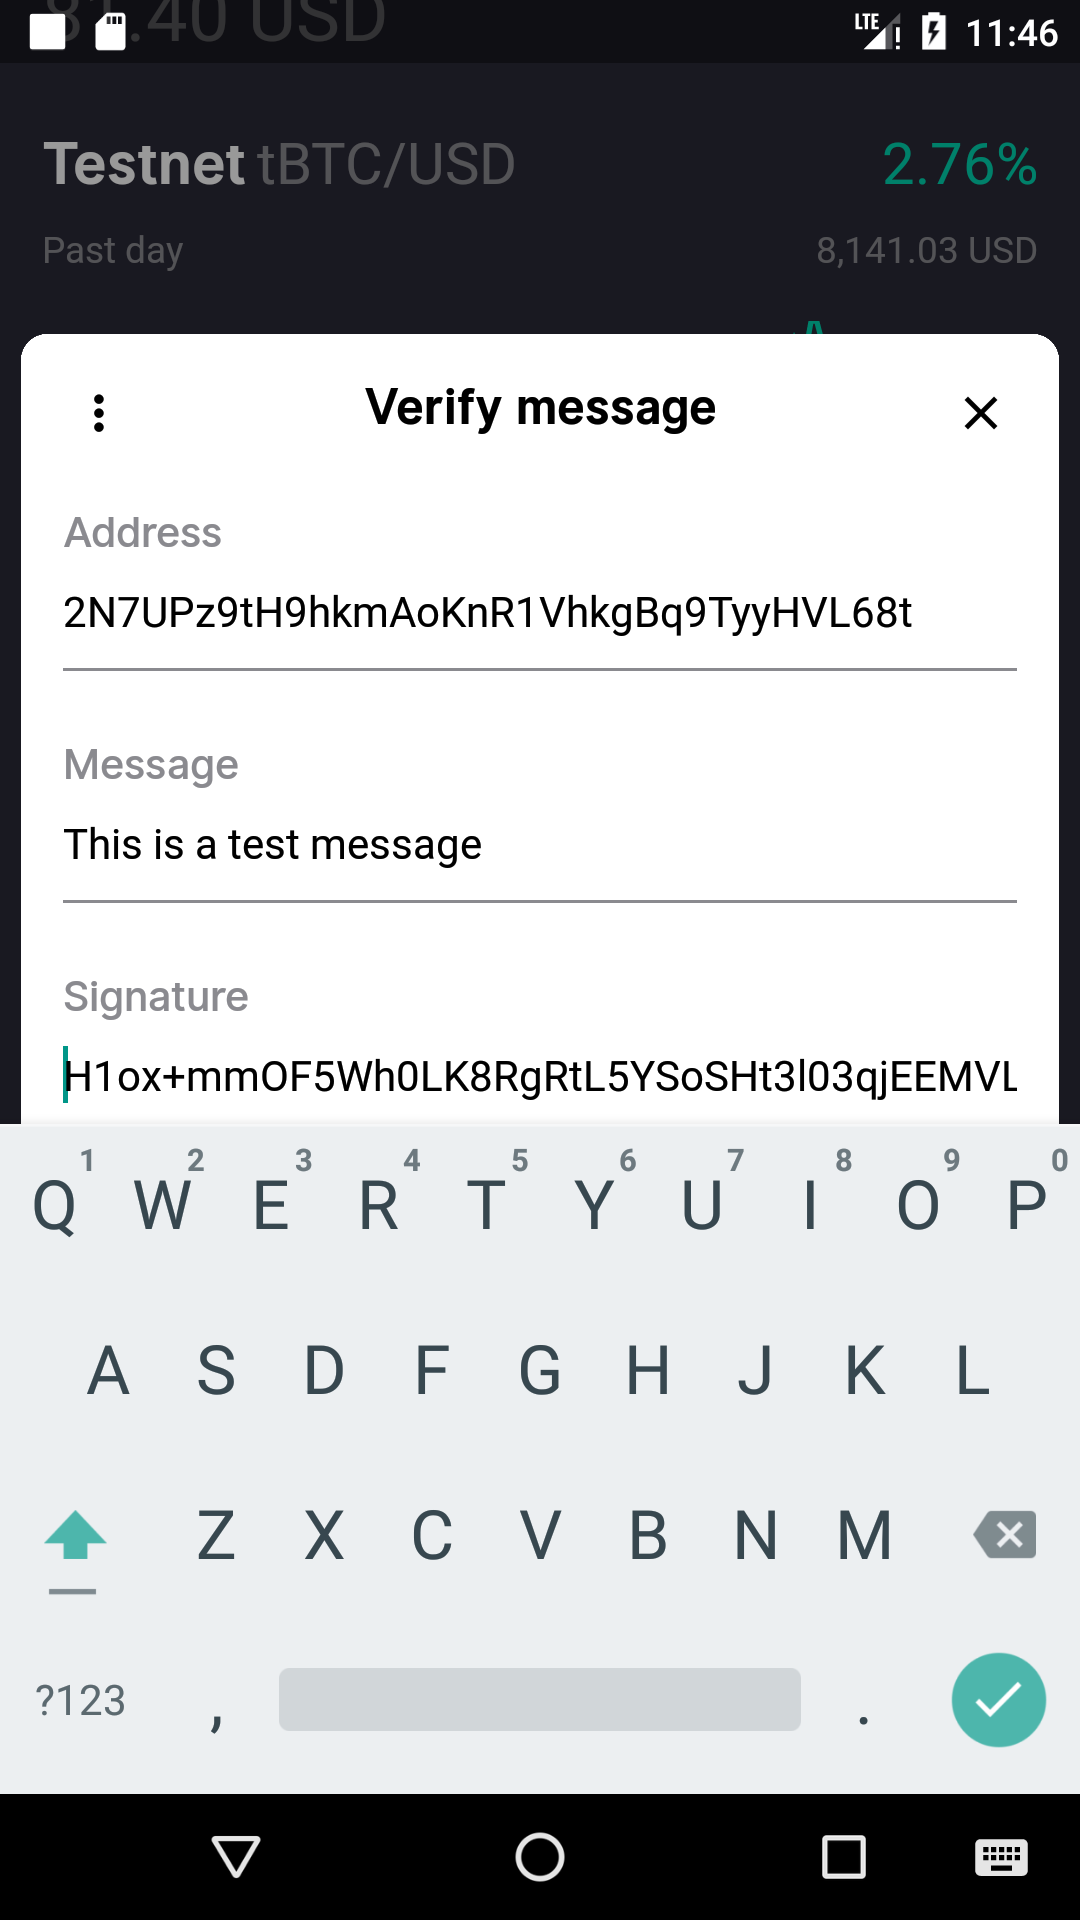 81.40 USD
LTE 11:46
Testnet tBTC/USD 2.76%
Past day 8,141.03 USD
Verify message
Address
2N7UPz9tH9hkmAoKnR1VhkgBq9TyyHVL68t
Message
This is a test message
Signature
H1ox+mmOF5Wh0LK8RgRtL5YSoSHt3l03qjEEMVL
1 2 3 4 5 6 7 8 9 0
Q W E R T Y U I O P
A S D F G H J K L
Z X C V B N M
?123 , .